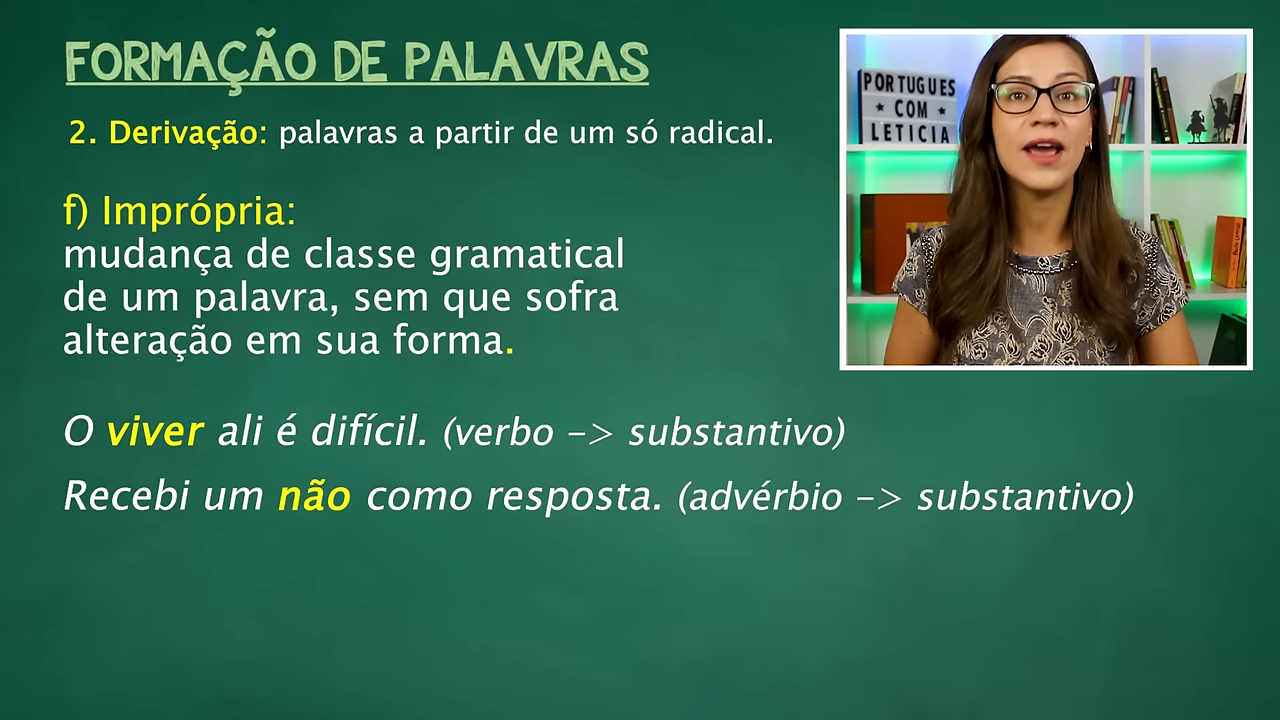 FORMAÇÃO DE PALAVRAS
2. Derivação: palavras a partir de um só radical.
f) Imprópria:
mudança de classe gramatical
de um palavra, sem que sofra
alteração em sua forma.
O viver ali é difícil. (verbo –> substantivo)
Recebi um não como resposta. (advérbio –> substantivo)
PORTUGUES
★ COM ★
LETICIA